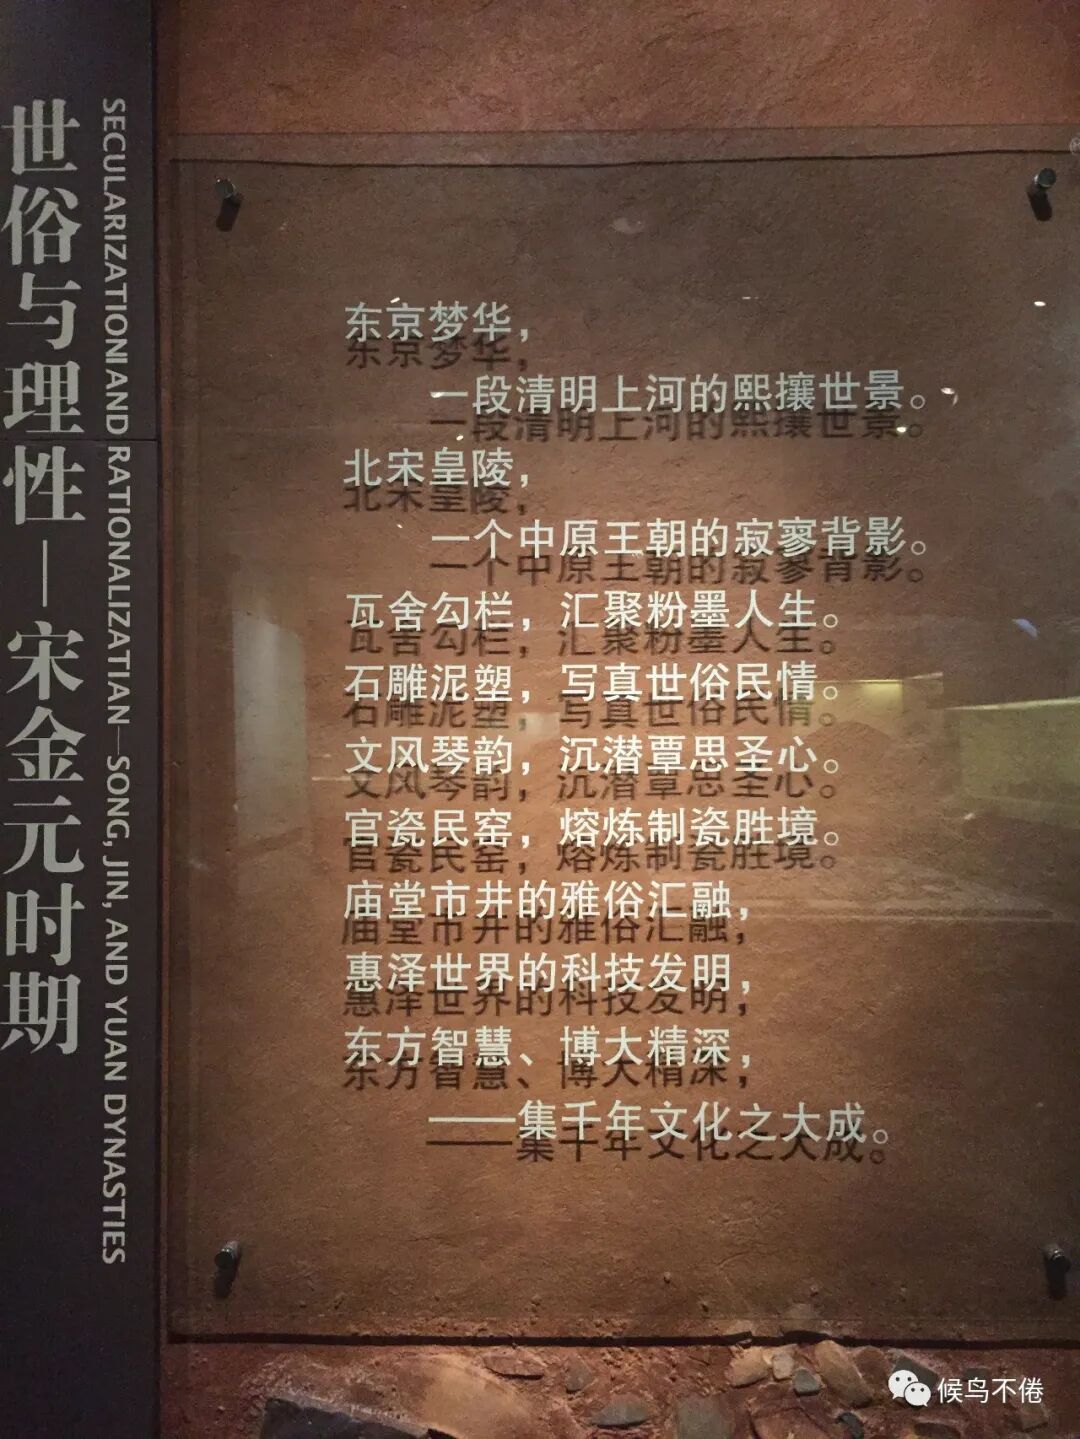 世俗与理性—宋金元时期
SECULARIZATIONIAND RATIONALIZATIAN—SONG, JIN, AND YUAN DYNASTIES
东京梦华，
一段清明上河的熙攘世景。
北宋皇陵，
一个中原王朝的寂寥背影。
瓦舍勾栏，汇聚粉墨人生。
石雕泥塑，写真世俗民情。
文风琴韵，沉潜覃思圣心。
官瓷民窑，熔炼制瓷胜境。
庙堂市井的雅俗汇融，
惠泽世界的科技发明，
东方智慧、博大精深，
——集千年文化之大成。
候鸟不倦